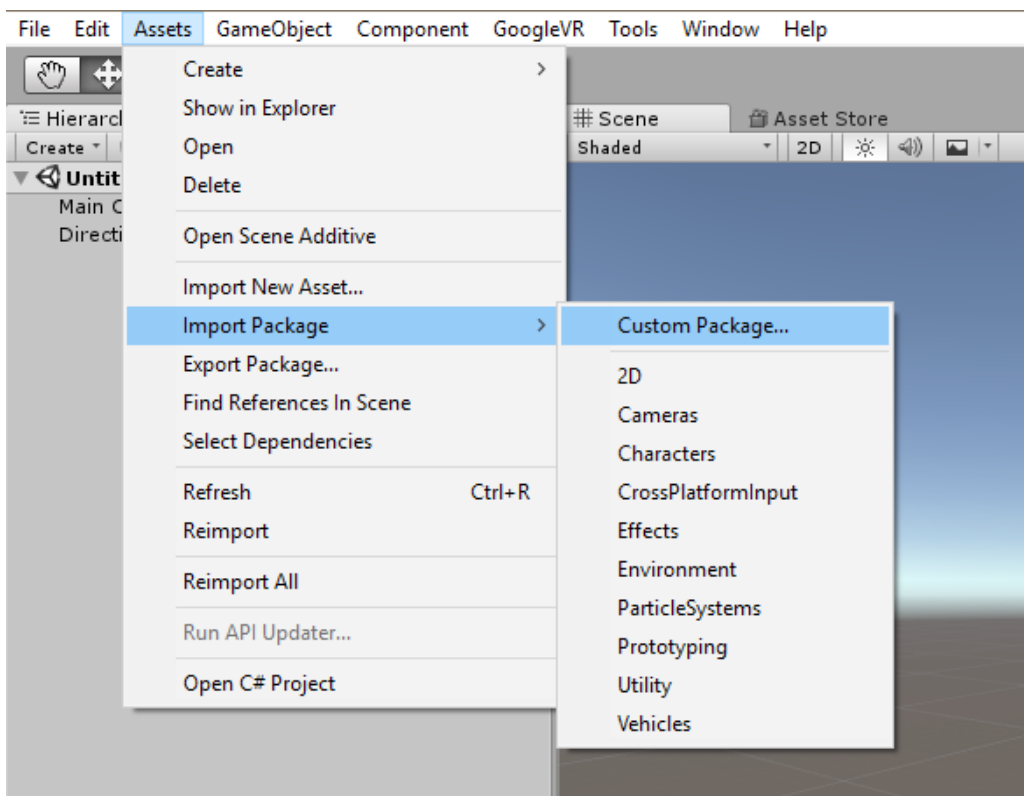 File Edit Assets GameObject Component GoogleVR Tools Window Help
Hierarc
Create
Untit
Main C
Directi
Create
Show in Explorer
Open
Delete
Open Scene Additive
Import New Asset...
Import Package
Export Package...
Find References In Scene
Select Dependencies
Refresh Ctrl+R
Reimport
Reimport All
Run API Updater...
Open C# Project
Scene Asset Store
Shaded 2D
Custom Package...
2D
Cameras
Characters
CrossPlatformInput
Effects
Environment
ParticleSystems
Prototyping
Utility
Vehicles